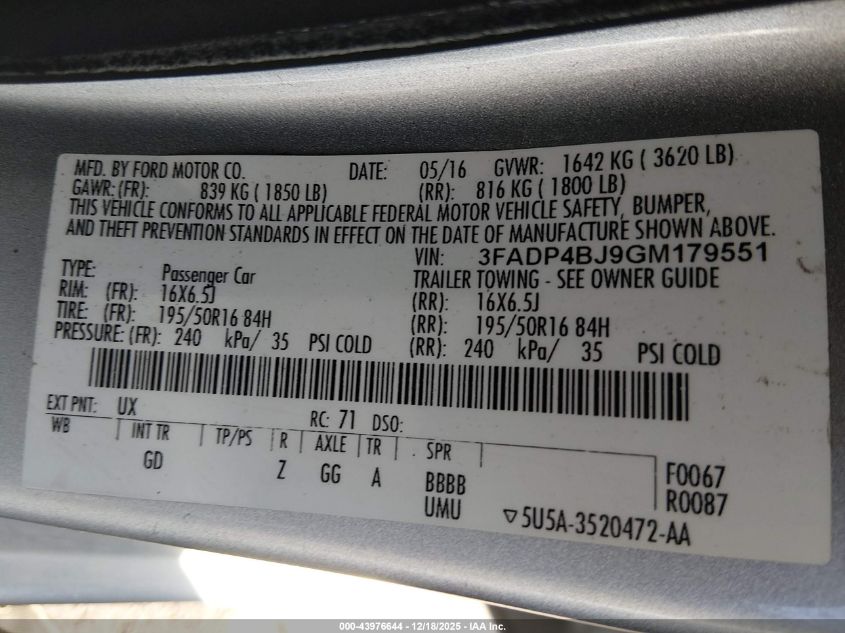 MFD. BY FORD MOTOR CO. DATE: 05/16 GVWR: 1642 KG ( 3620 LB)
GAWR: (FR): 839 KG ( 1850 LB) (RR): 816 KG ( 1800 LB)
THIS VEHICLE CONFORMS TO ALL APPLICABLE FEDERAL MOTOR VEHICLE SAFETY, BUMPER,
AND THEFT PREVENTION STANDARDS IN EFFECT ON THE DATE OF MANUFACTURE SHOWN ABOVE.
VIN: 3FADP4BJ9GM179551
TYPE: Passenger Car TRAILER TOWING - SEE OWNER GUIDE
RIM: (FR): 16X6.5J (RR): 16X6.5J
TIRE: (FR): 195/50R16 84H (RR): 195/50R16 84H
PRESSURE: (FR): 240 kPa/ 35 PSI COLD (RR): 240 kPa/ 35 PSI COLD
EXT PNT: UX RC: 71 DSO:
WB INT TR TP/PS R AXLE TR SPR
GD Z GG A BBBB F0067
UMU R0087
▽5U5A-3520472-AA
000-43976644 - 12/18/2025 - IAA Inc.